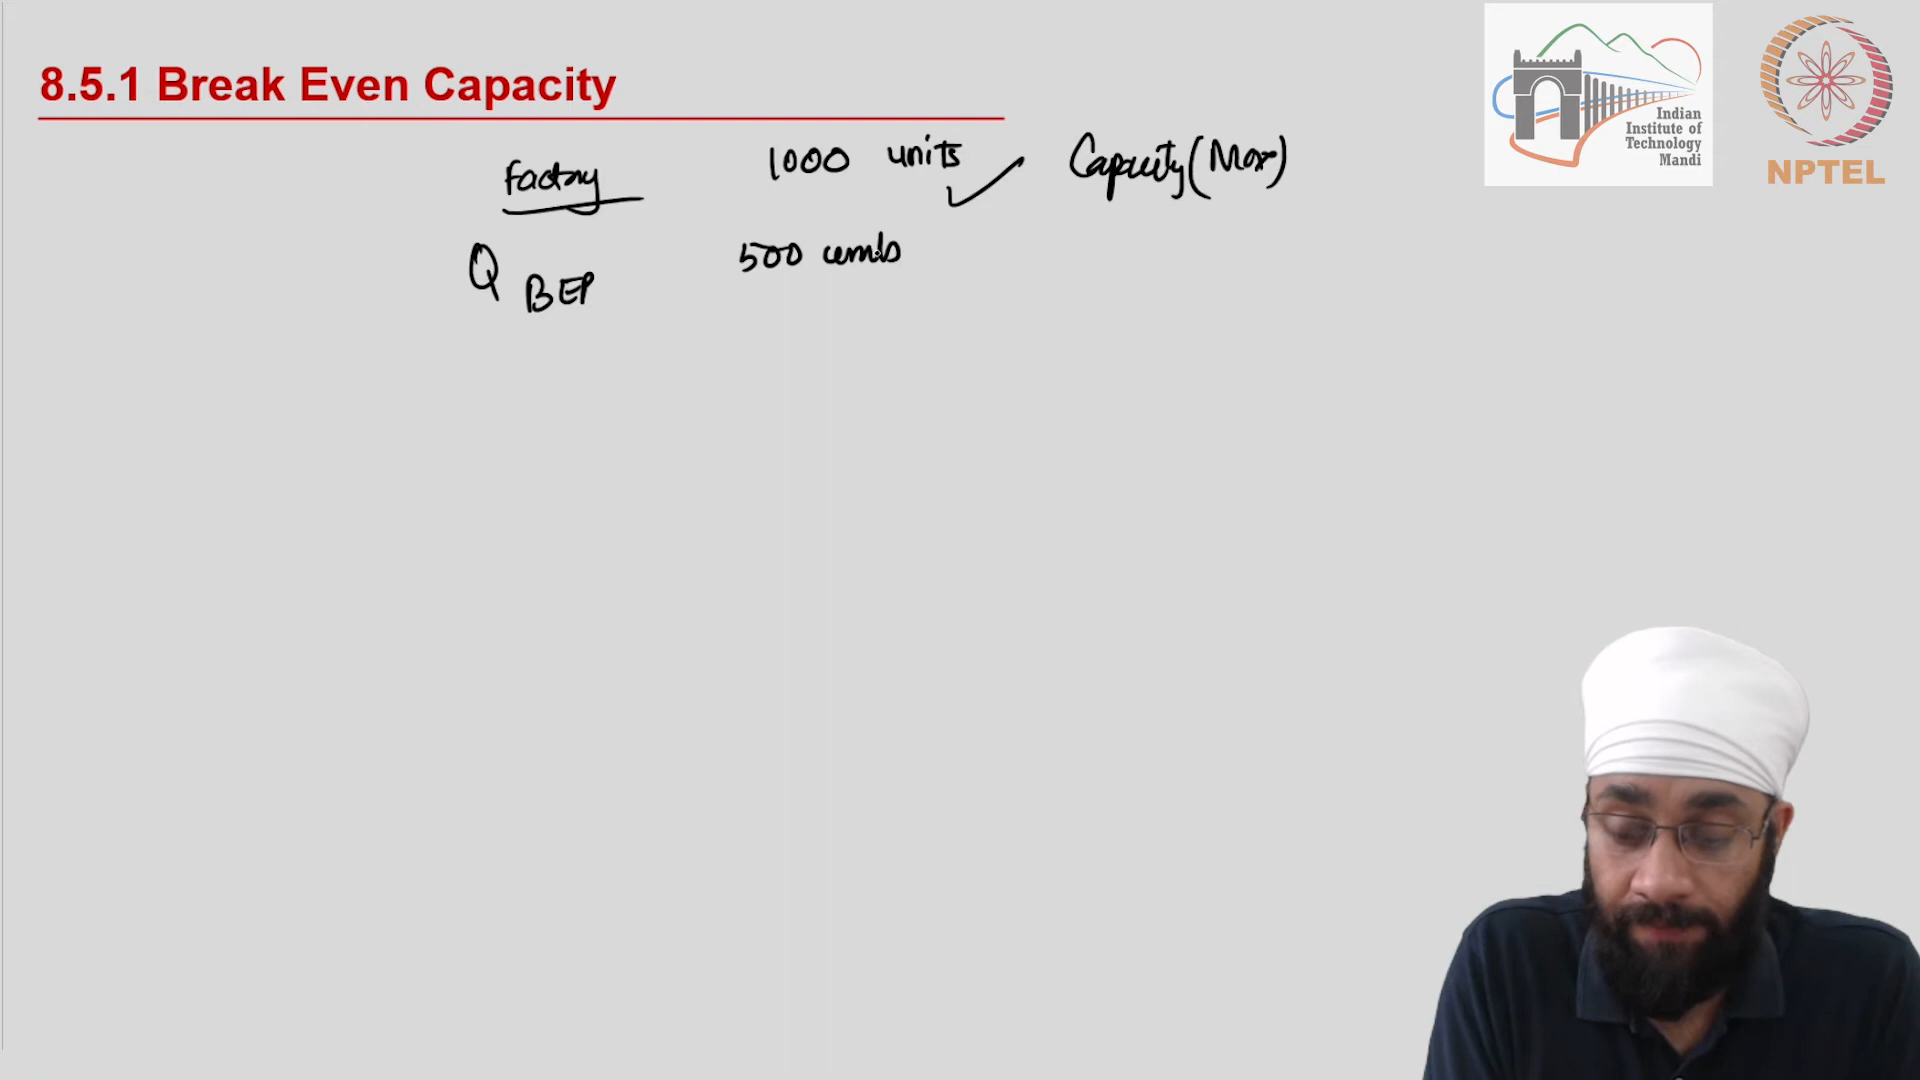 8.5.1 Break Even Capacity
Factory 1000 units Capacity (Max)
Q BEP 500 units
Indian
Institute of
Technology
Mandi
NPTEL